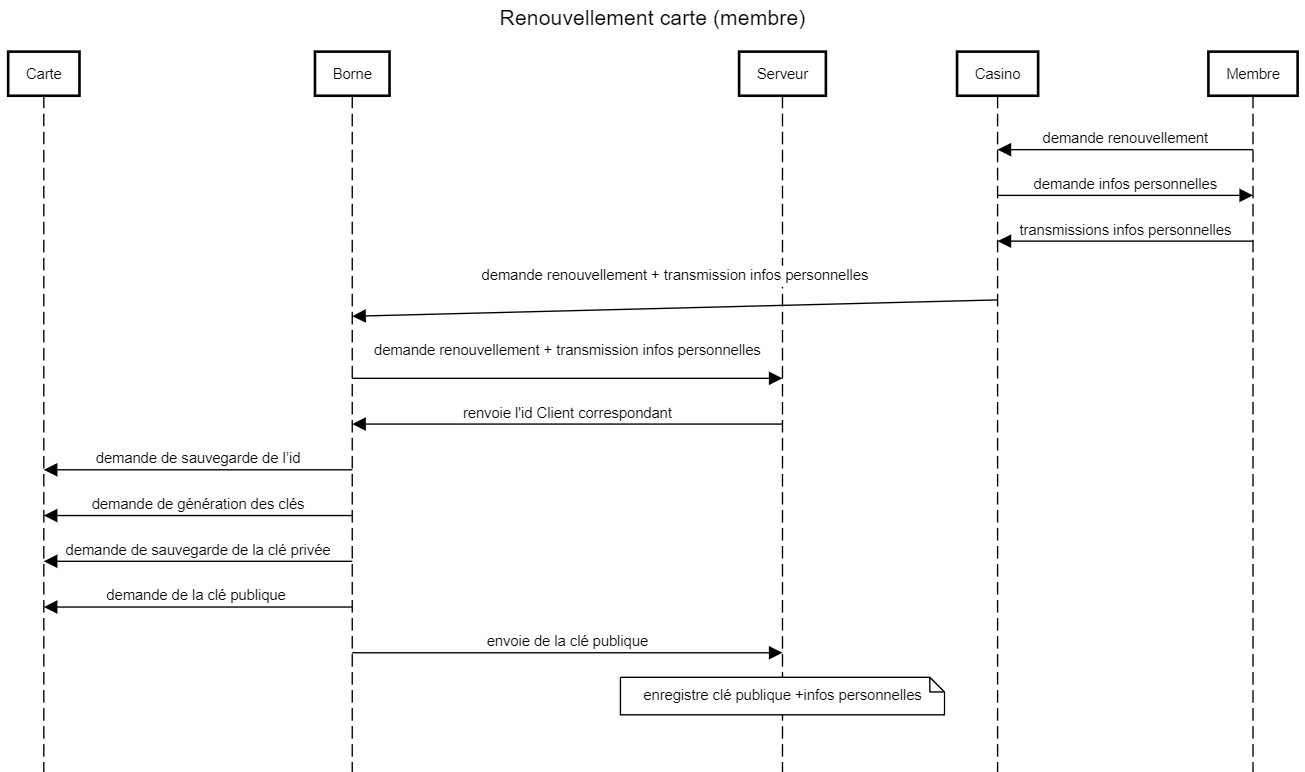 Renouvellement carte (membre)
Carte
Borne
Serveur
Casino
Membre
demande renouvellement
demande infos personnelles
transmissions infos personnelles
demande renouvellement + transmission infos personnelles
demande renouvellement + transmission infos personnelles
renvoie l'id Client correspondant
demande de sauvegarde de l'id
demande de génération des clés
demande de sauvegarde de la clé privée
demande de la clé publique
envoie de la clé publique
enregistre clé publique +infos personnelles